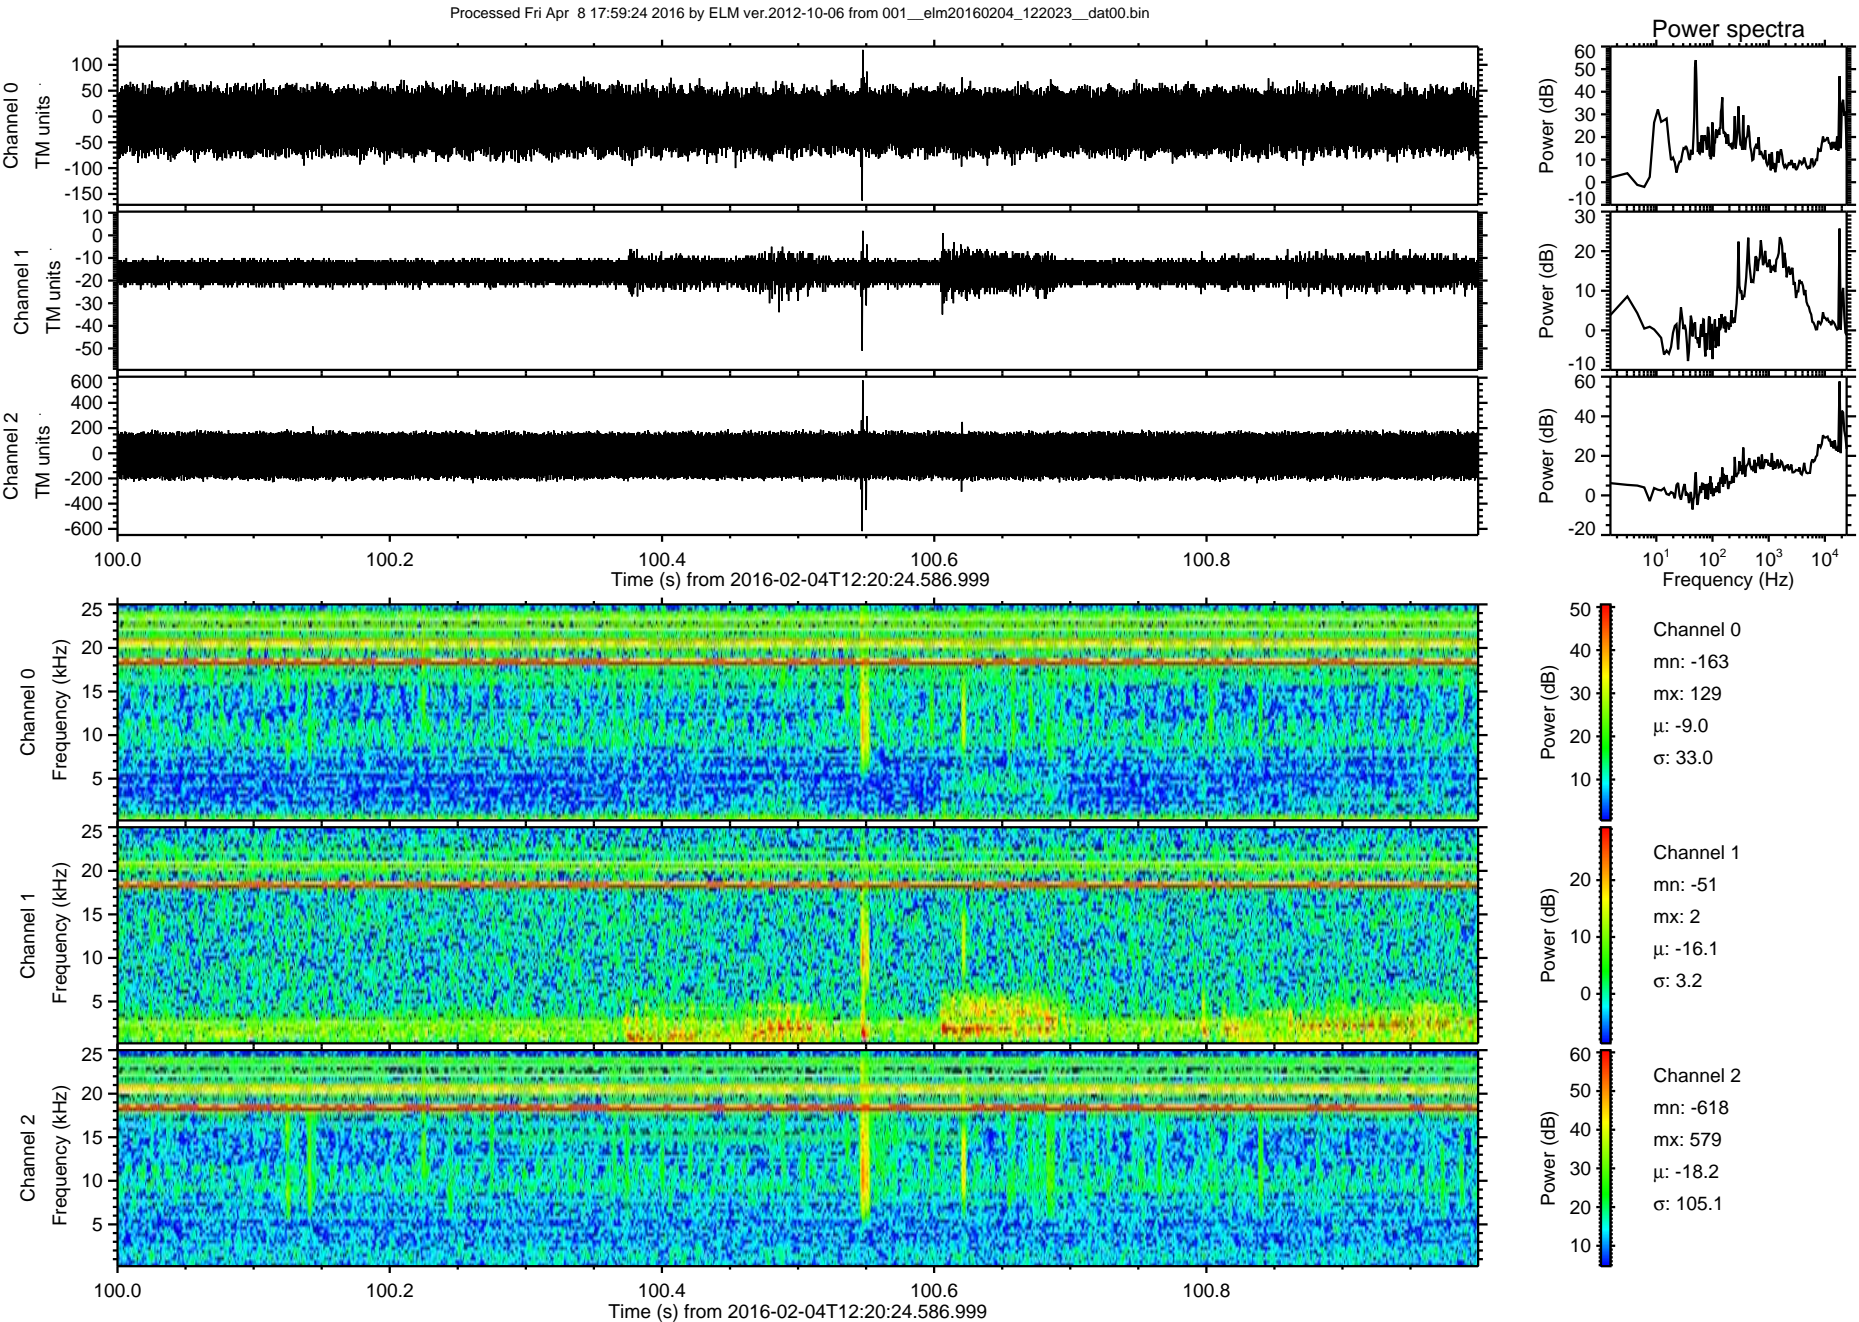 Processed Fri Apr  8 17:59:24 2016 by ELM ver.2012-10-06 from 001__elm20160204_122023__dat00.bin
Power spectra
Channel 0
TM units
100
50
0
-50
-100
-150
Power (dB)
60
50
40
30
20
10
0
-10
Channel 1
TM units
10
0
-10
-20
-30
-40
-50
Power (dB)
30
20
10
0
-10
Channel 2
TM units
600
400
200
0
-200
-400
-600
Power (dB)
60
40
20
0
-20
100.0 100.2 100.4 100.6 100.8
Time (s) from 2016-02-04T12:20:24.586.999
10¹ 10² 10³ 10⁴
Frequency (Hz)
Channel 0
Frequency (kHz)
25
20
15
10
5
Power (dB)
50
40
30
20
10
Channel 0
mn: -163
mx: 129
μ: -9.0
σ: 33.0
Channel 1
Frequency (kHz)
25
20
15
10
5
Power (dB)
20
10
0
Channel 1
mn: -51
mx: 2
μ: -16.1
σ: 3.2
Channel 2
Frequency (kHz)
25
20
15
10
5
Power (dB)
60
50
40
30
20
10
Channel 2
mn: -618
mx: 579
μ: -18.2
σ: 105.1
100.0 100.2 100.4 100.6 100.8
Time (s) from 2016-02-04T12:20:24.586.999